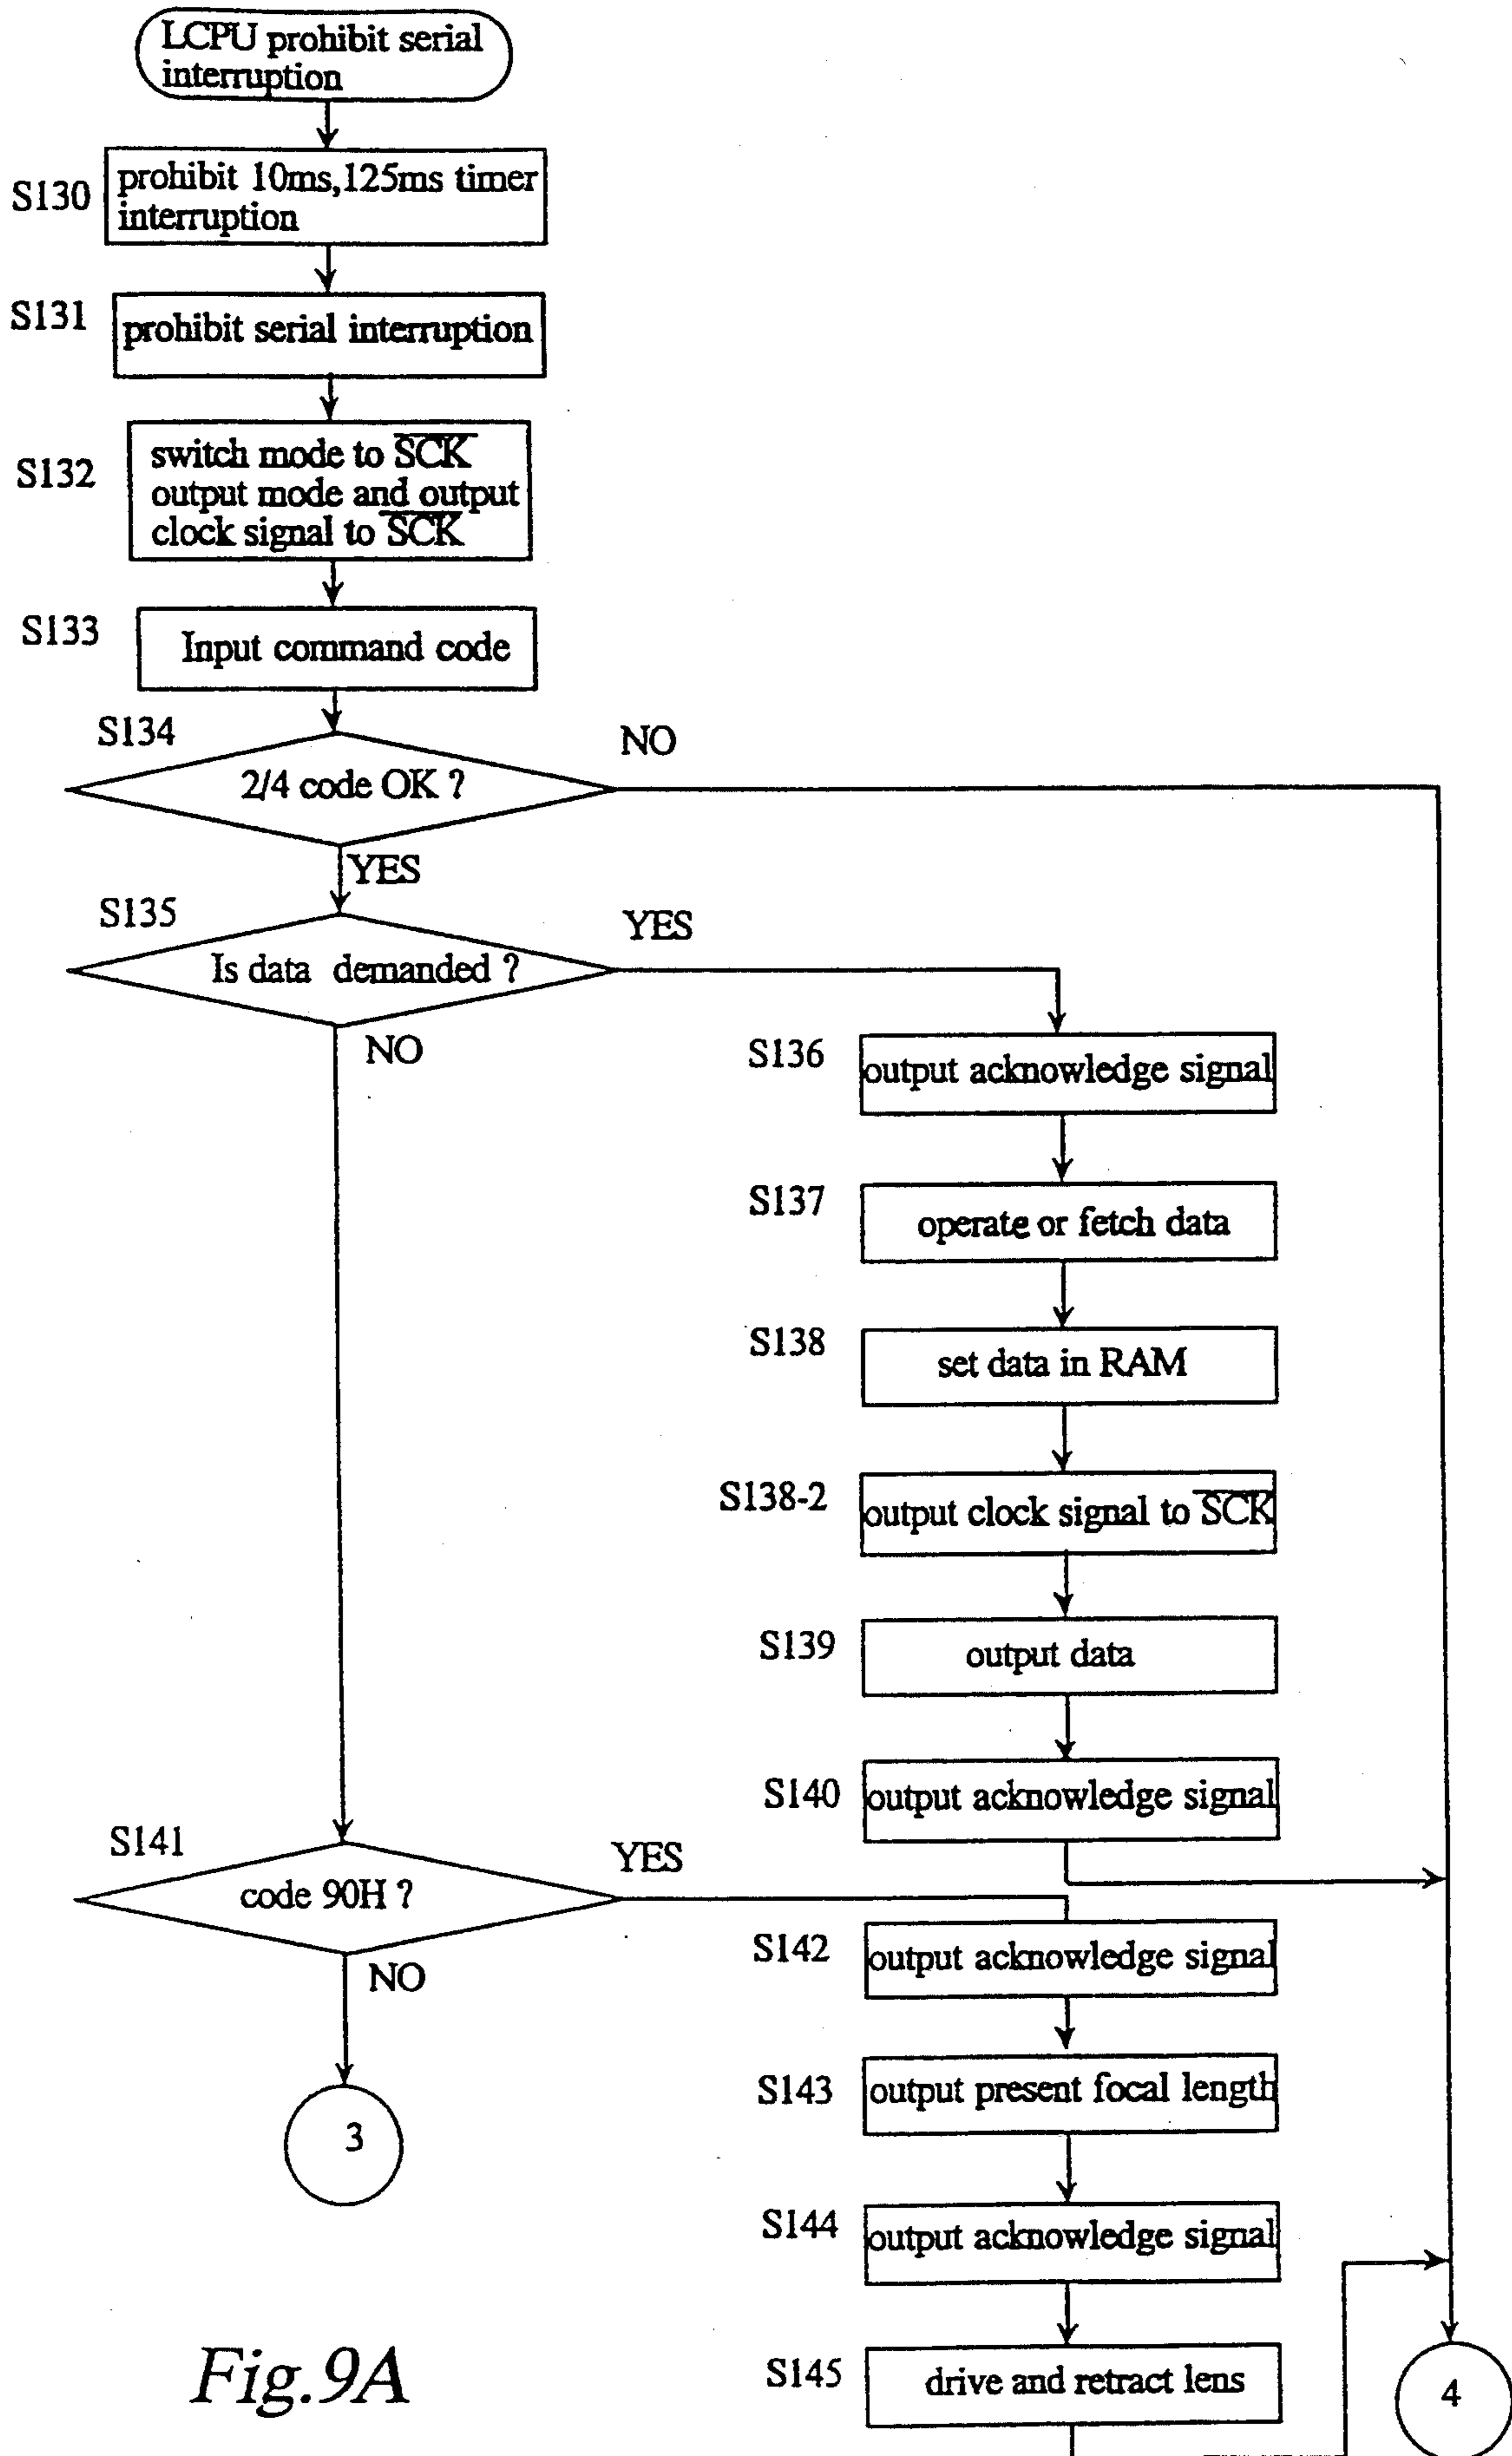 LCPU prohibit serial
interruption
S130
prohibit 10ms,125ms timer
interruption
S131
prohibit serial interruption
S132
switch mode to S̅C̅K̅
output mode and output
clock signal to S̅C̅K̅
S133
Input command code
S134
2/4 code OK ?
NO
YES
S135
Is data demanded ?
YES
NO
S136
output acknowledge signal
S137
operate or fetch data
S138
set data in RAM
S138-2
output clock signal to S̅C̅K̅
S139
output data
S140
output acknowledge signal
S141
code 90H ?
YES
NO
S142
output acknowledge signal
3
S143
output present focal length
S144
output acknowledge signal
S145
drive and retract lens
4
Fig.9A